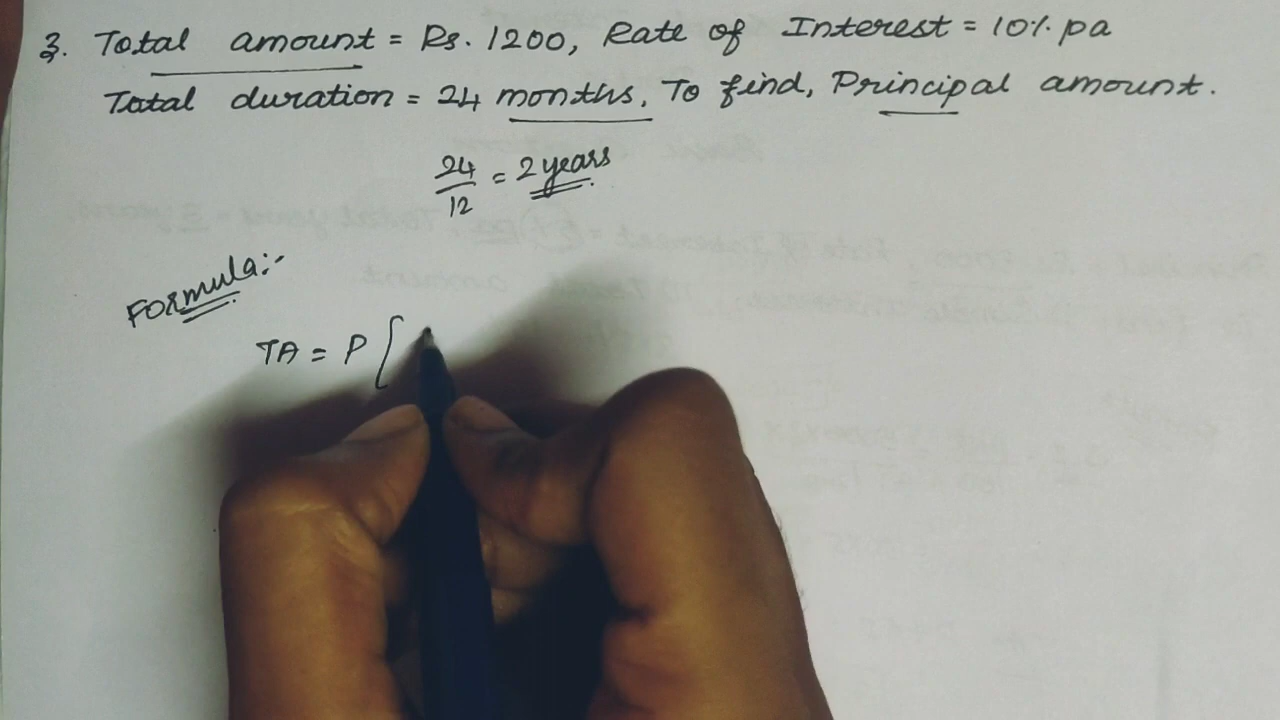 3. Total amount = Rs. 1200, Rate of Interest = 10% pa
Total duration = 24 months, To find, Principal amount.
24/12 = 2 years
Formula:-
TA = P [